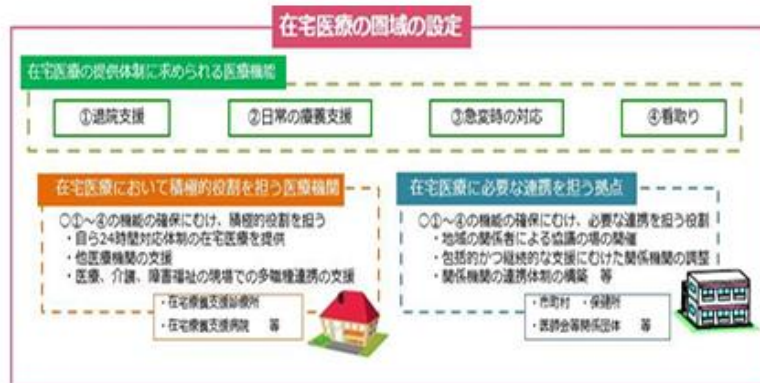 在宅医療の圏域の設定
在宅医療の提供体制に求められる医療機能
①退院支援
②日常の療養支援
③急変時の対応
④看取り
在宅医療において積極的役割を担う医療機関
○①~④の機能の確保にむけ、積極的役割を担う
・自ら24時間対応体制の在宅医療を提供
・他医療機関の支援
・医療、介護、障害福祉の現場での多職種連携の支援
・在宅療養支援診療所
・在宅療養支援病院 等
在宅医療に必要な連携を担う拠点
○①~④の機能の確保にむけ、必要な連携を担う役割
・地域の関係者による協議の場の開催
・包括的かつ継続的な支援にむけた関係機関の調整
・関係機関の連携体制の構築 等
・市町村 ・保健所
・医師会等関係団体 等